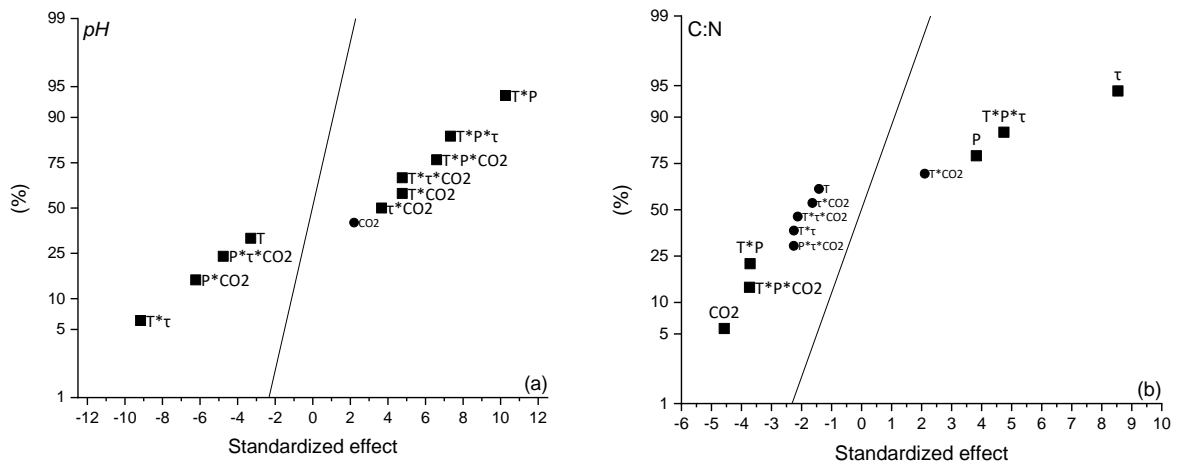 pH
99
95
90
75
50
25
10
5
1
(%)
T*P
T*P*τ
T*P*CO2
T*τ*CO2
T*CO2
τ*CO2
CO2
T
P*τ*CO2
P*CO2
T*τ
(a)
-12 -10 -8 -6 -4 -2 0 2 4 6 8 10 12
Standardized effect
C:N
99
95
90
75
50
25
10
5
1
(%)
τ
T*P*τ
P
T*CO2
T
τ*CO2
T*τ*CO2
T*τ
P*τ*CO2
T*P
T*P*CO2
CO2
(b)
-6 -5 -4 -3 -2 -1 0 1 2 3 4 5 6 7 8 9 10
Standardized effect